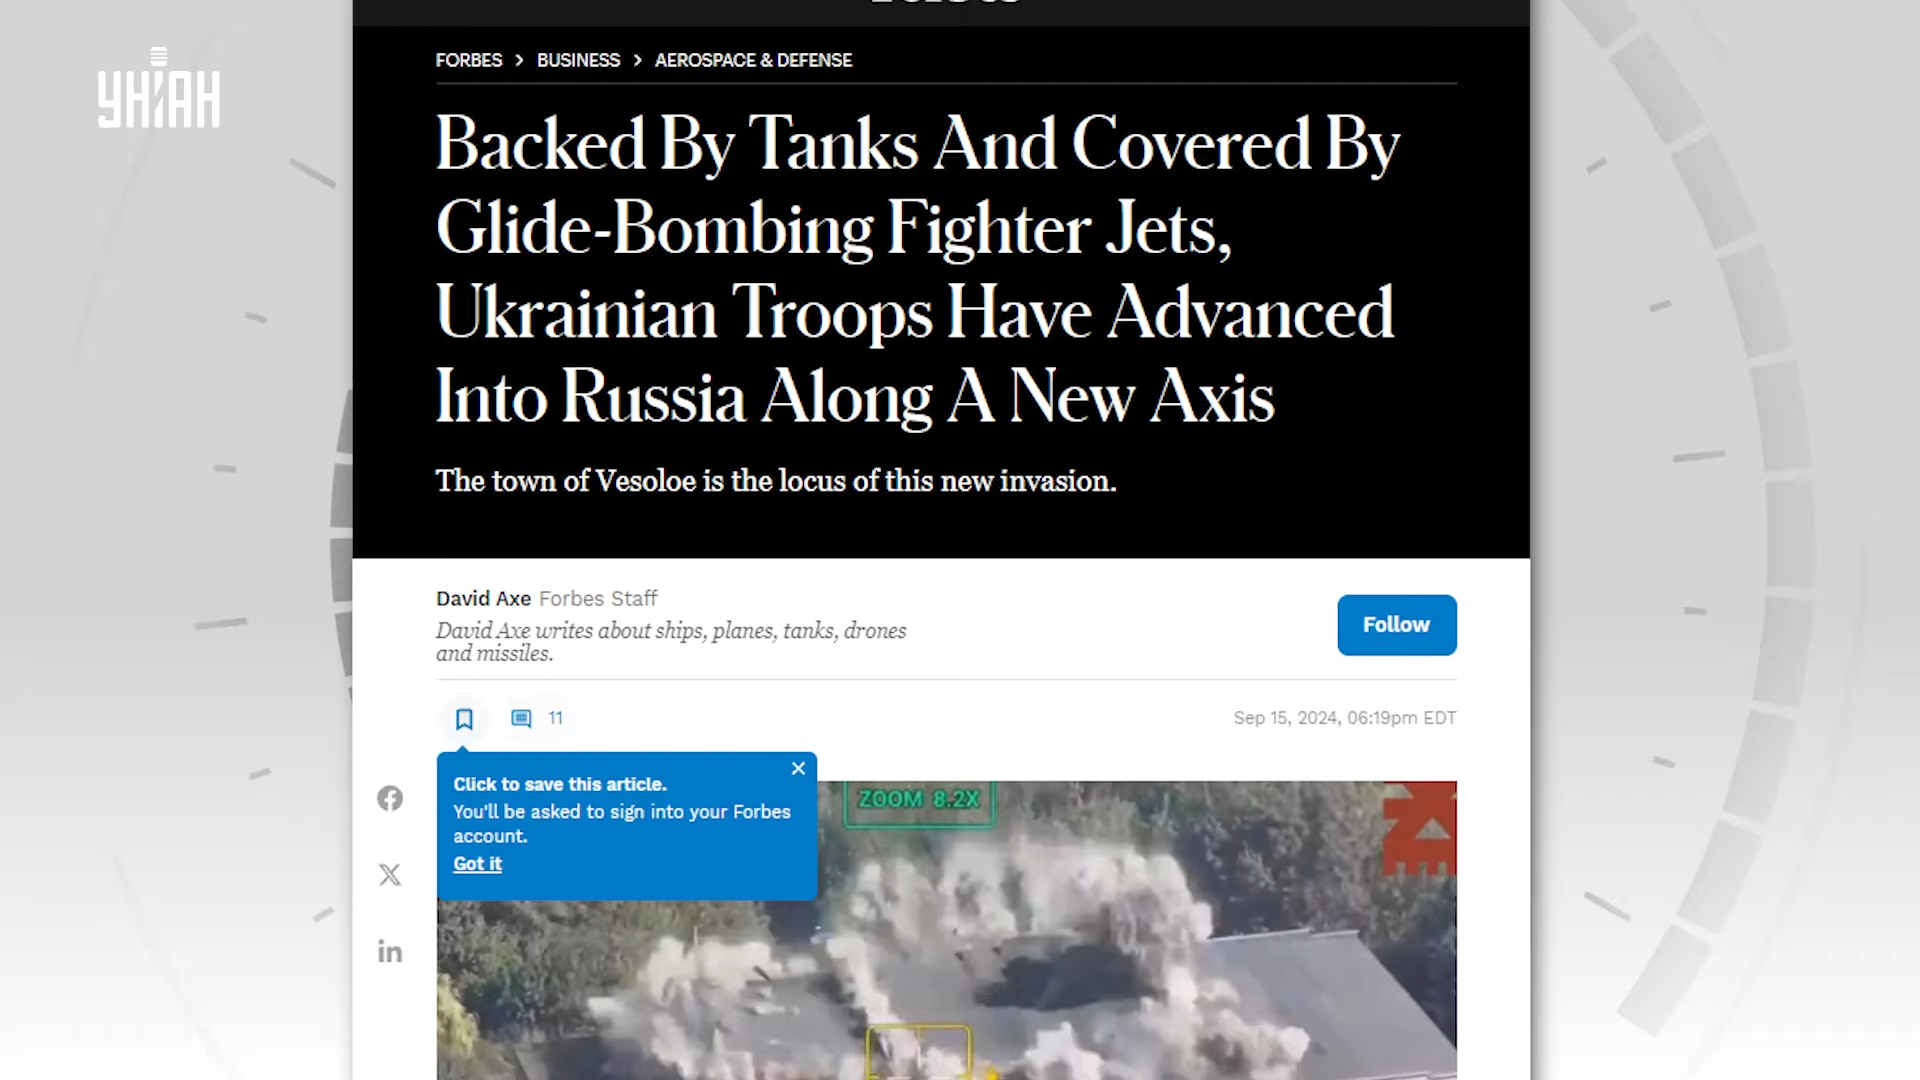 УНІАН
FORBES > BUSINESS > AEROSPACE & DEFENSE
Backed By Tanks And Covered By
Glide-Bombing Fighter Jets,
Ukrainian Troops Have Advanced
Into Russia Along A New Axis
The town of Vesoloe is the locus of this new invasion.
David Axe Forbes Staff
David Axe writes about ships, planes, tanks, drones
and missiles.
Follow
11
Sep 15, 2024, 06:19pm EDT
Click to save this article.
You'll be asked to sign into your Forbes
account.
Got it
ZOOM 8.2X